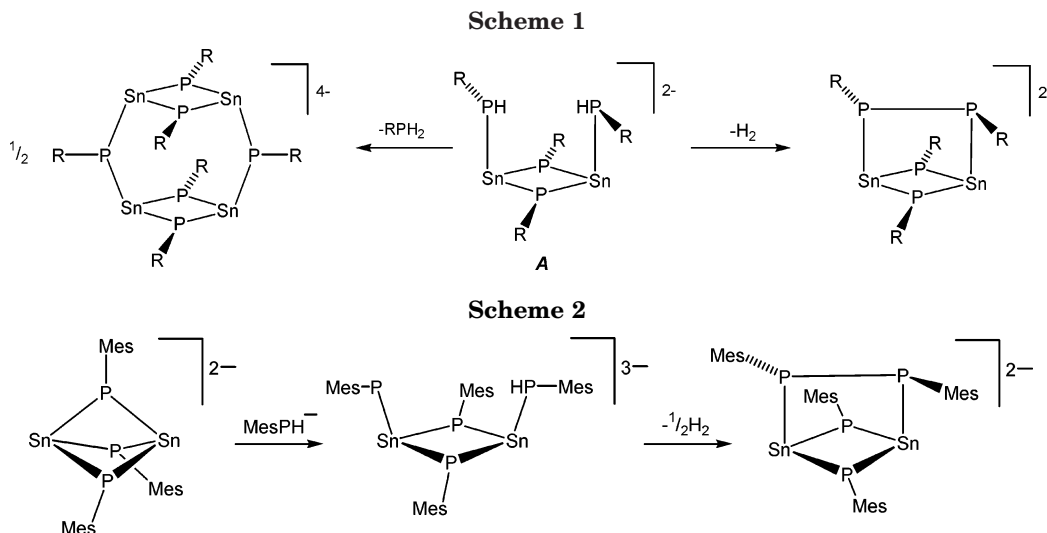 Scheme 1
R
Sn P Sn
P
R
4-
1/2 R P P R
R
Sn P Sn
P
R
-RPH2
R
PH HP
R
2-
R
P
Sn Sn
P
R
A
-H2
R
P P
R
2
R
P
Sn Sn
P
R
Scheme 2
Mes
P
2−
Sn Sn
P
P Mes
Mes
MesPH−
Mes-P HP-Mes
3−
Mes
P
Sn Sn
P
Mes
-1/2H2
Mes P P Mes
2−
Mes
P
Sn Sn
P
Mes